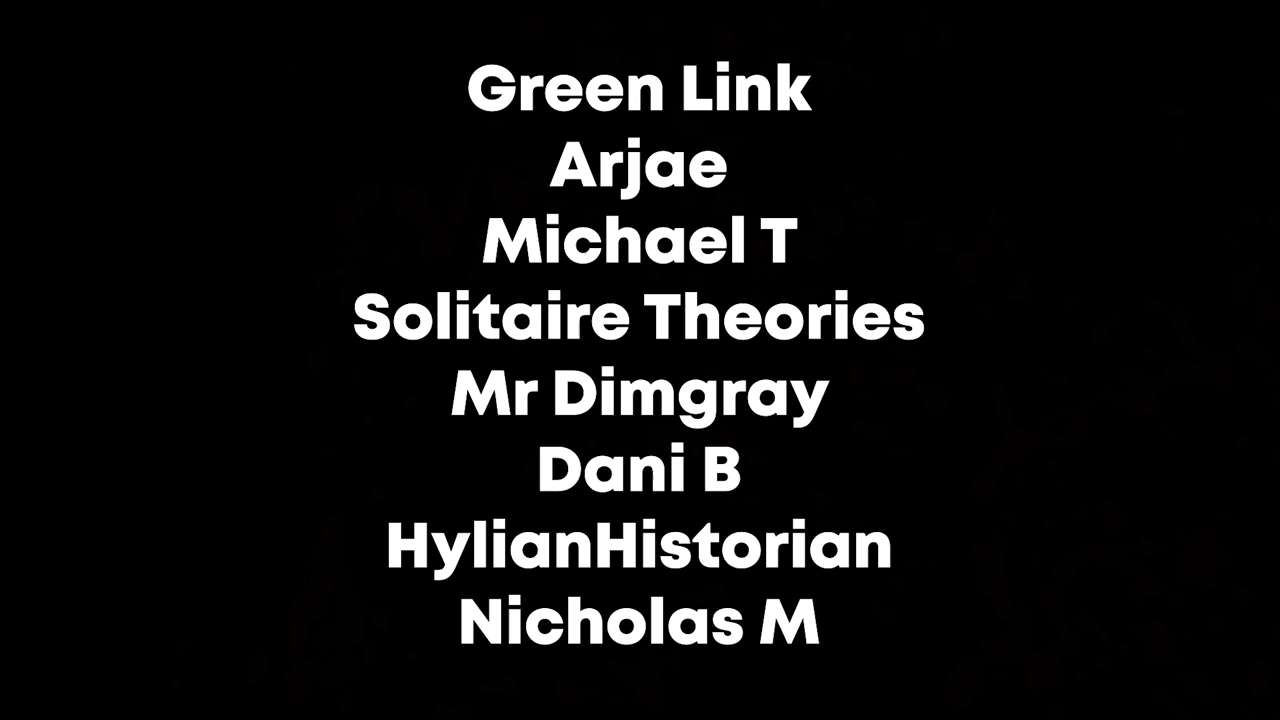 Green Link
Arjae
Michael T
Solitaire Theories
Mr Dimgray
Dani B
HylianHistorian
Nicholas M